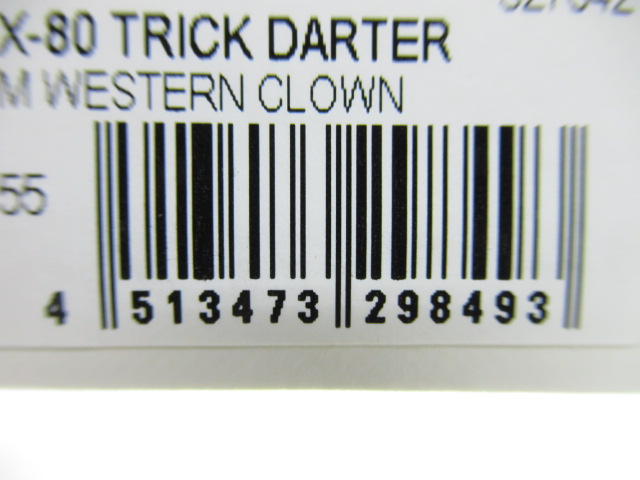 X-80 TRICK DARTER
M WESTERN CLOWN
55
4 513473 298493